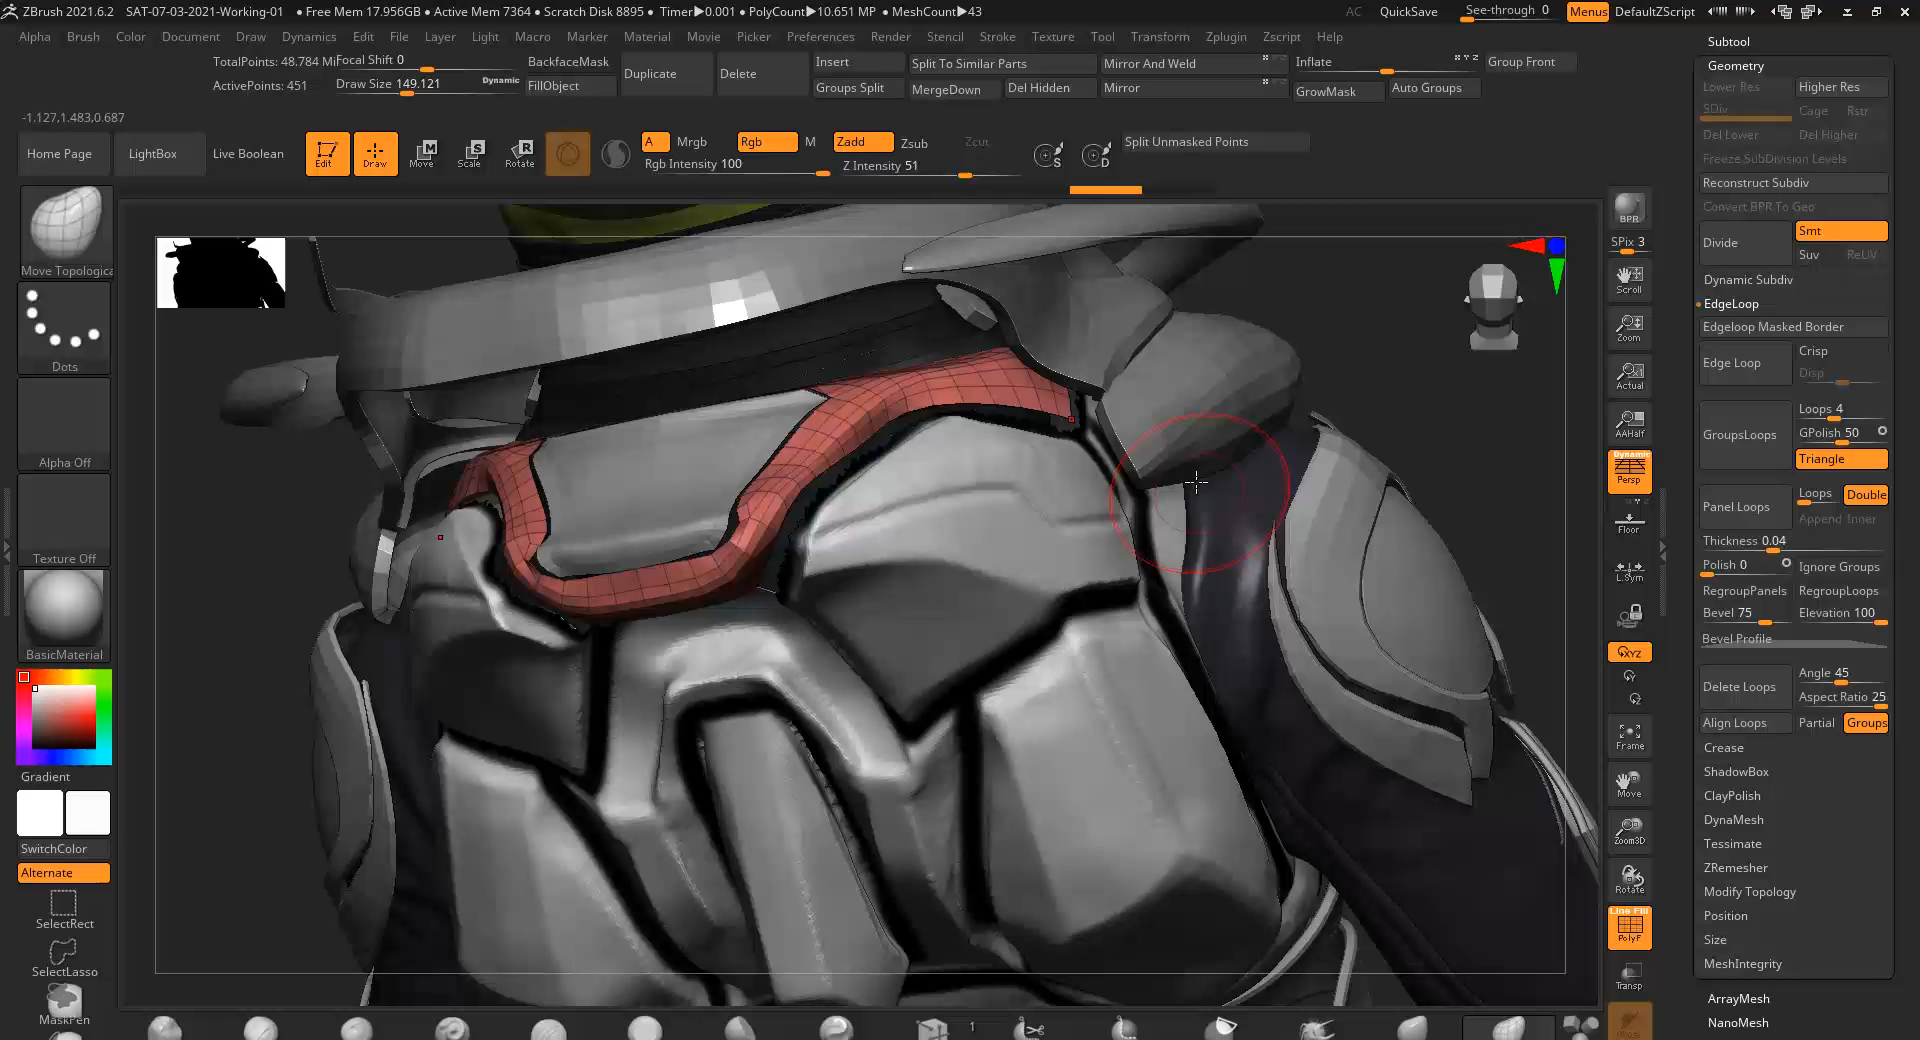 ZBrush 2021.6.2 SAT-07-03-2021-Working-01 • Free Mem 17.956GB • Active Mem 7364 • Scratch Disk 8895 • Timer▶0.001 • PolyCount▶10.651 MP • MeshCount▶43 AC QuickSave See-through 0 Menus DefaultZScript
Alpha Brush Color Document Draw Dynamics Edit File Layer Light Macro Marker Material Movie Picker Preferences Render Stencil Stroke Texture Tool Transform Zplugin Zscript Help
TotalPoints: 48.784 Mi Focal Shift 0 BackfaceMask Duplicate Delete Insert Split To Similar Parts Mirror And Weld Inflate Group Front
ActivePoints: 451 Draw Size 149.121 Dynamic FillObject Groups Split MergeDown Del Hidden Mirror GrowMask Auto Groups
-1.127,1.483,0.687
Home Page LightBox Live Boolean Edit Draw Move Scale Rotate A Mrgb Rgb M Zadd Zsub Zcut Split Unmasked Points
Rgb Intensity 100 Z Intensity 51
Move Topologica
Dots
Alpha Off
Texture Off
BasicMaterial
Gradient
SwitchColor
Alternate
SelectRect
SelectLasso
MaskPen
1
BPR
SPix 3
Scroll
Zoom
Actual
AAHalf
Dynamic
Persp
Floor
L.Sym
XYZ
Frame
Move
Zoom3D
Rotate
Line Fill
PolyF
Transp
Subtool
Geometry
Lower Res Higher Res
SDiv Cage Rstr
Del Lower Del Higher
Freeze SubDivision Levels
Reconstruct Subdiv
Convert BPR To Geo
Divide Smt
Suv ReUV
Dynamic Subdiv
EdgeLoop
Edgeloop Masked Border
Edge Loop Crisp
Disp
GroupsLoops Loops 4
GPolish 50
Triangle
Panel Loops Loops Double
Append Inner
Thickness 0.04
Polish 0 Ignore Groups
RegroupPanels RegroupLoops
Bevel 75 Elevation 100
Bevel Profile
Delete Loops Angle 45
Aspect Ratio 25
Align Loops Partial Groups
Crease
ShadowBox
ClayPolish
DynaMesh
Tessimate
ZRemesher
Modify Topology
Position
Size
MeshIntegrity
ArrayMesh
NanoMesh